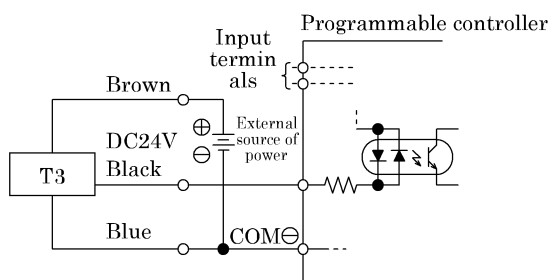 Programmable controller
Input
termin
als
Brown
DC24V
⊕
⊖
External
source of
power
T3
Black
Blue
COM⊖